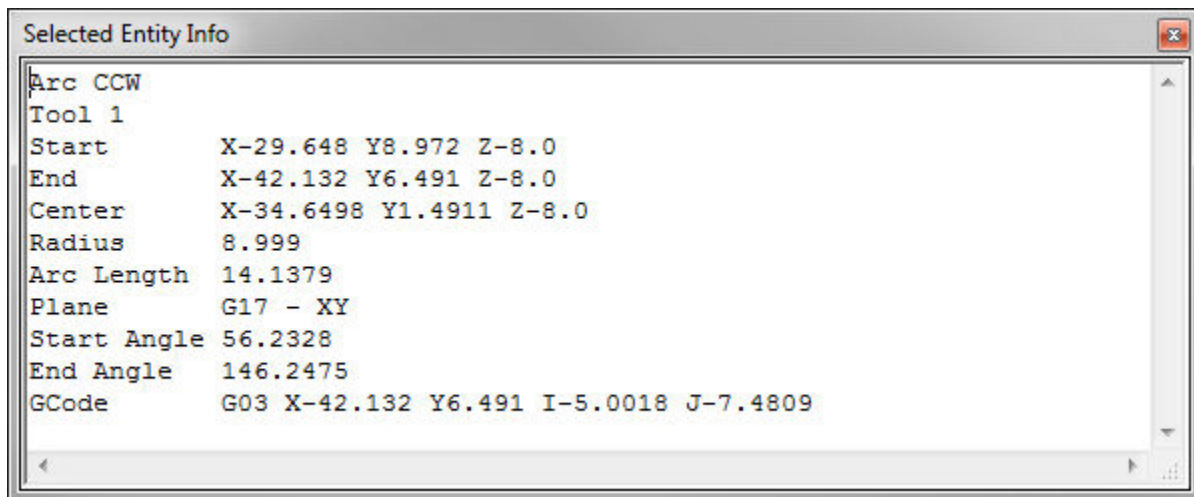 Selected Entity Info
Arc CCW
Tool 1
Start X-29.648 Y8.972 Z-8.0
End X-42.132 Y6.491 Z-8.0
Center X-34.6498 Y1.4911 Z-8.0
Radius 8.999
Arc Length 14.1379
Plane G17 - XY
Start Angle 56.2328
End Angle 146.2475
GCode G03 X-42.132 Y6.491 I-5.0018 J-7.4809